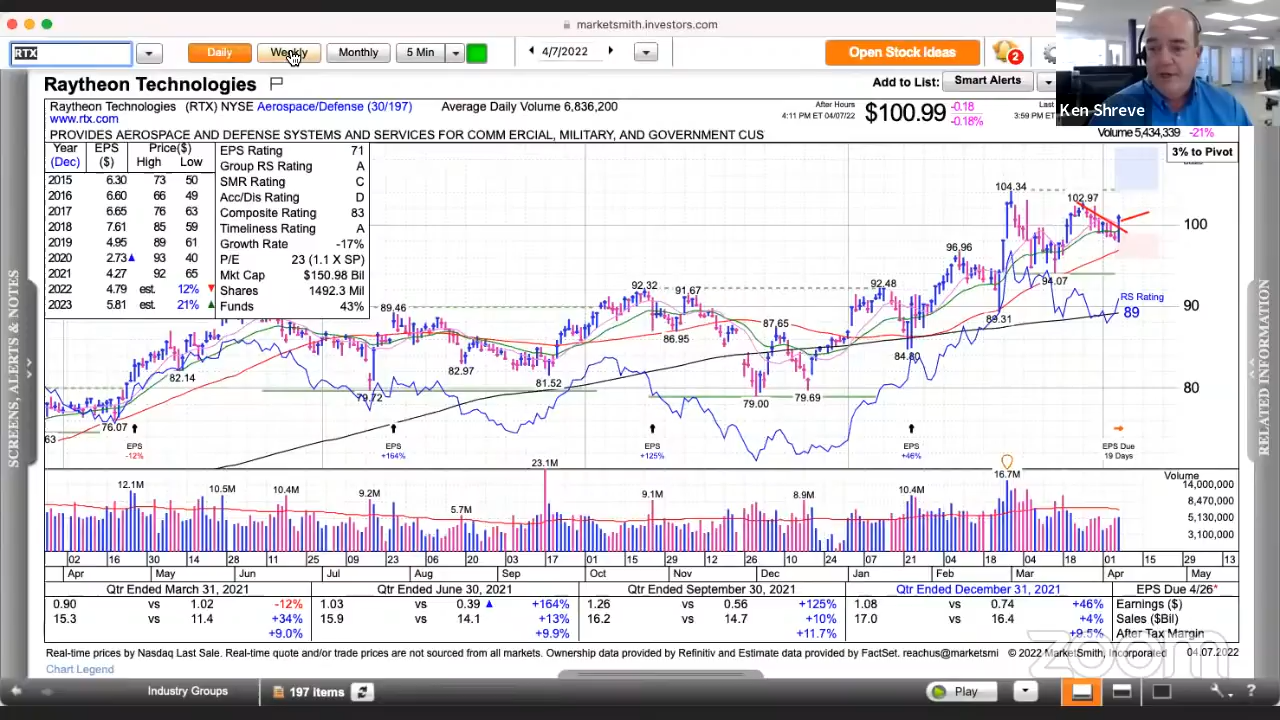 marketsmith.investors.com
RTX Daily Weekly Monthly 5 Min 4/7/2022 Open Stock Ideas 2
Raytheon Technologies Add to List: Smart Alerts
Ken Shreve
Raytheon Technologies (RTX) NYSE Aerospace/Defense (30/197) Average Daily Volume 6,836,200
www.rtx.com
After Hours
4:11 PM ET 04/07/22 $100.99 -0.18
-0.18% 3:59 PM
PROVIDES AEROSPACE AND DEFENSE SYSTEMS AND SERVICES FOR COMM ERCIAL, MILITARY, AND GOVERNMENT CUS
Volume 5,434,339 -21%
Year EPS Price($)
(Dec) ($) High Low
2015 6.30 73 50
2016 6.60 66 49
2017 6.65 76 63
2018 7.61 85 59
2019 4.95 89 61
2020 2.73 93 40
2021 4.27 92 65
2022 4.79 est. 12%
2023 5.81 est. 21%
EPS Rating 71
Group RS Rating A
SMR Rating C
Acc/Dis Rating D
Composite Rating 83
Timeliness Rating A
Growth Rate -17%
P/E 23 (1.1 X SP)
Mkt Cap $150.98 Bil
Shares 1492.3 Mil
Funds 43%
3% to Pivot
104.34
102.97
100
96.96
94.07
92.32 91.67 92.48
RS Rating
89
90
89.46
89.31
87.65
86.95
84.80
82.14 82.97 81.52
80
79.72 79.00 79.69
76.07
63
EPS EPS EPS EPS EPS Due
-12% +164% +125% +46% 19 Days
23.1M
16.7M
Volume
12.1M 10.5M 10.4M 9.2M 5.7M 9.1M 8.9M 10.4M
14,000,000
8,470,000
5,130,000
3,100,000
02 16 30 14 28 11 25 09 23 06 20 03 17 01 15 29 12 26 10 24 07 21 04 18 04 18 01 15 29 13
Apr May Jun Jul Aug Sep Oct Nov Dec Jan Feb Mar Apr May
Qtr Ended March 31, 2021 Qtr Ended June 30, 2021 Qtr Ended September 30, 2021 Qtr Ended December 31, 2021 EPS Due 4/26*
0.90 vs 1.02 -12% 1.03 vs 0.39 +164% 1.26 vs 0.56 +125% 1.08 vs 0.74 +46% Earnings ($)
15.3 vs 11.4 +34% 15.9 vs 14.1 +13% 16.2 vs 14.7 +10% 17.0 vs 16.4 +4% Sales ($Bil)
+9.0% +9.9% +11.7% +9.5% After Tax Margin
Real-time prices by Nasdaq Last Sale. Real-time quote and/or trade prices are not sourced from all markets. Ownership data provided by Refinitiv and Estimate data provided by FactSet. reachus@marketsmi © 2022 MarketSmith, Incorporated 04.07.2022
zoom
Chart Legend
Industry Groups 197 items Play ?
SCREENS, ALERTS & NOTES
RELATED INFORMATION